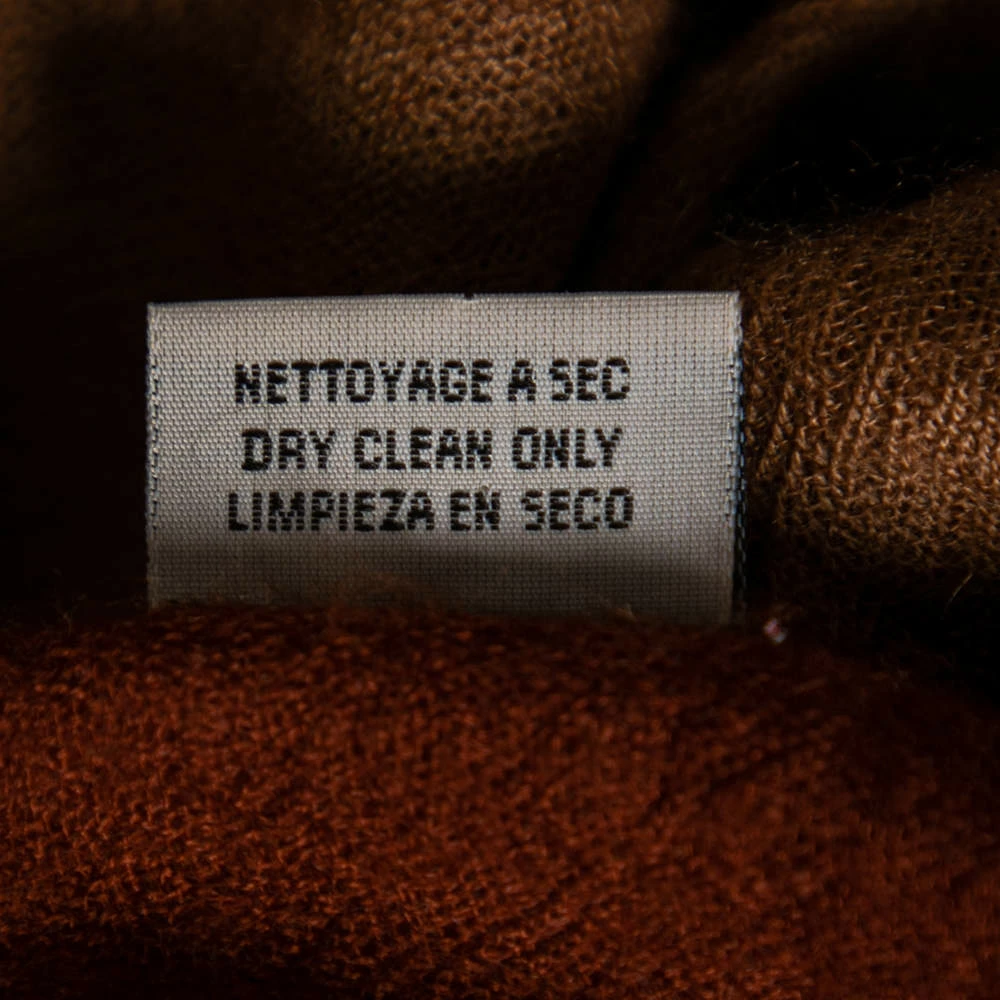 NETTOYAGE A SEC
DRY CLEAN ONLY
LIMPIEZA EN SECO